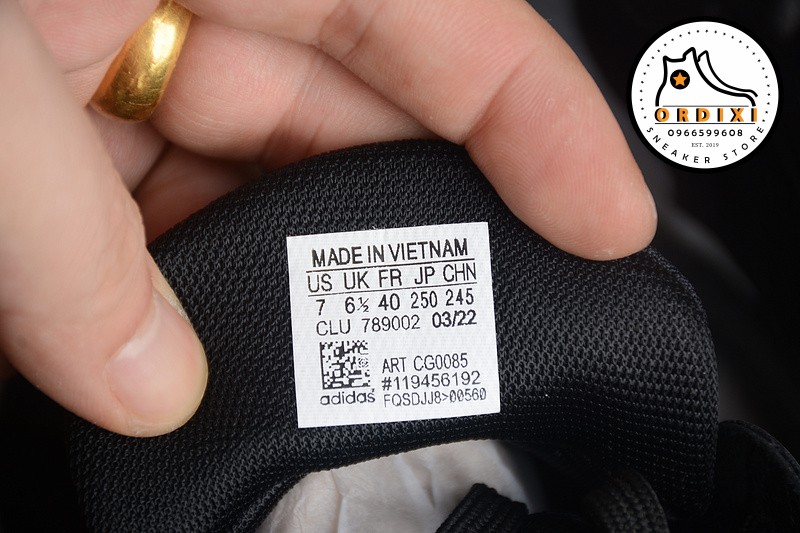 MADE IN VIETNAM
US UK FR JP CHN
7 6½ 40 250 245
CLU 789002 03/22
ART CG0085
#119456192
adidas FQSDJJ8>00560
ORDIXI
0966599608
EST. 2019
SNEAKER STORE